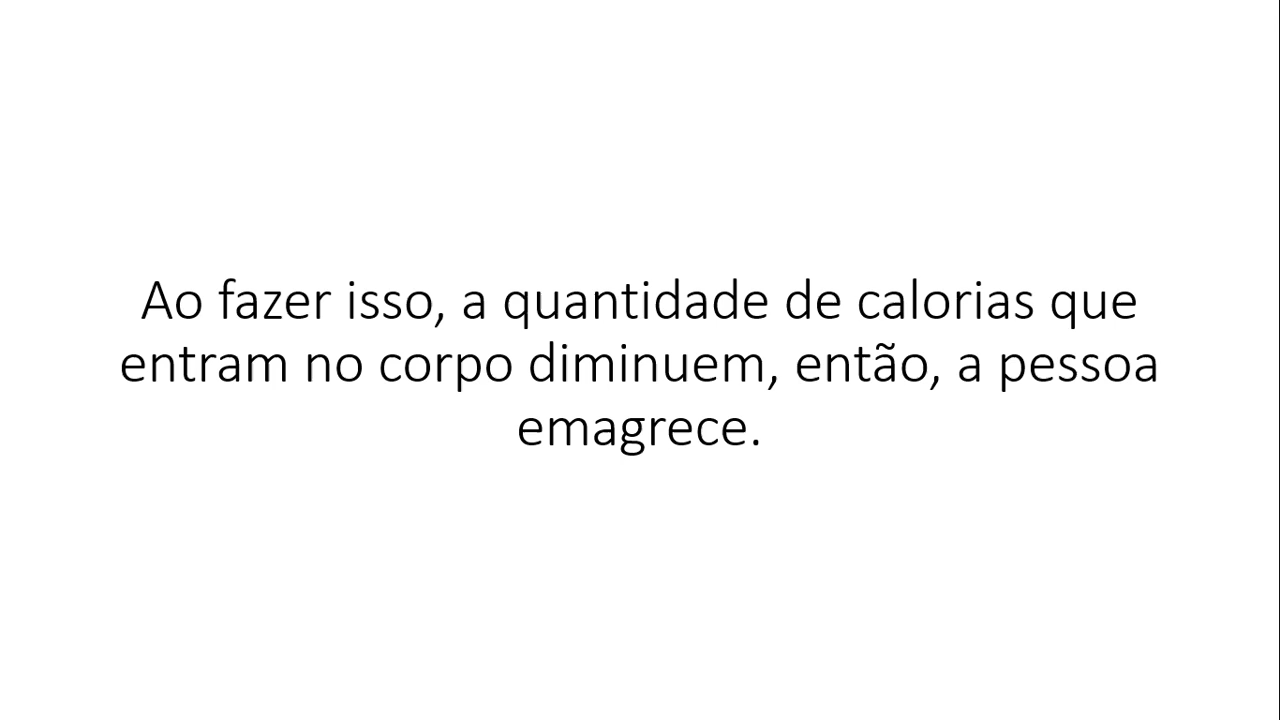 Ao fazer isso, a quantidade de calorias que
entram no corpo diminuem, então, a pessoa
emagrece.